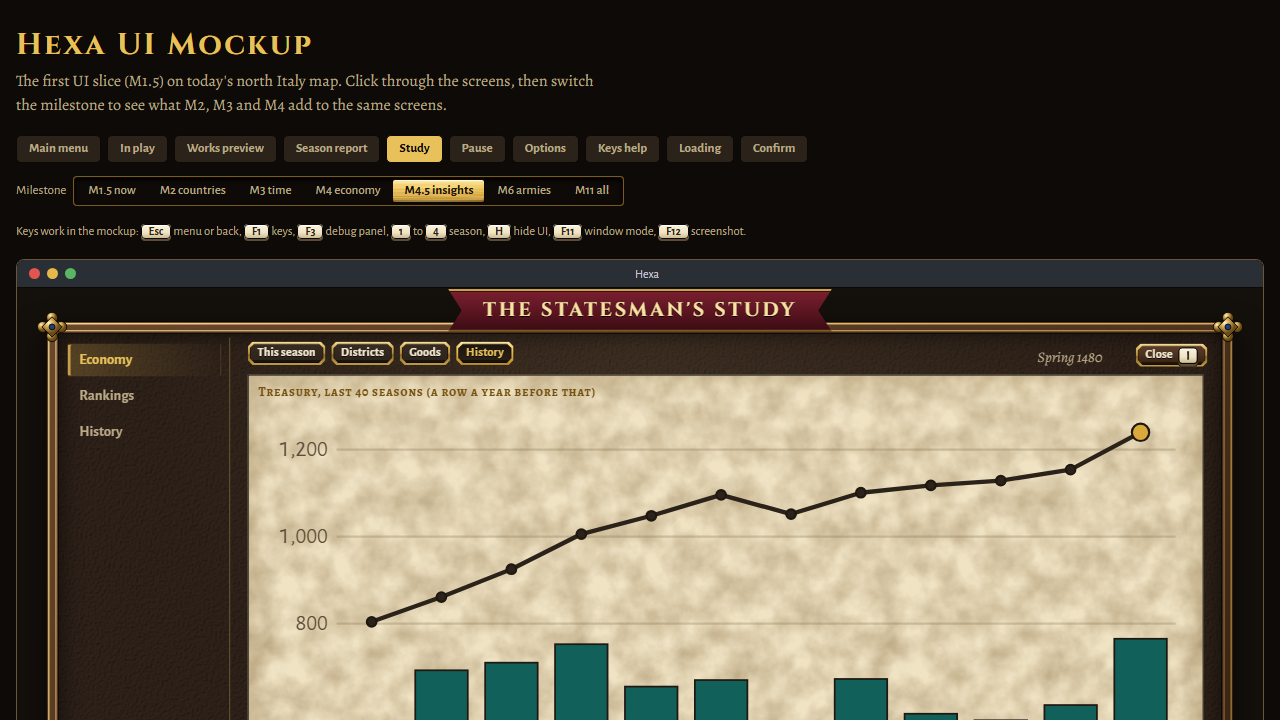 Hexa UI Mockup
The first UI slice (M1.5) on today's north Italy map. Click through the screens, then switch
the milestone to see what M2, M3 and M4 add to the same screens.
Main menu In play Works preview Season report Study Pause Options Keys help Loading Confirm
Milestone M1.5 now M2 countries M3 time M4 economy M4.5 insights M6 armies M11 all
Keys work in the mockup: Esc menu or back, F1 keys, F3 debug panel, 1 to 4 season, H hide UI, F11 window mode, F12 screenshot.
Hexa
The Statesman's Study
Economy
Rankings
History
This season Districts Goods History
Spring 1480
Close I
Treasury, last 40 seasons (a row a year before that)
1,200
1,000
800